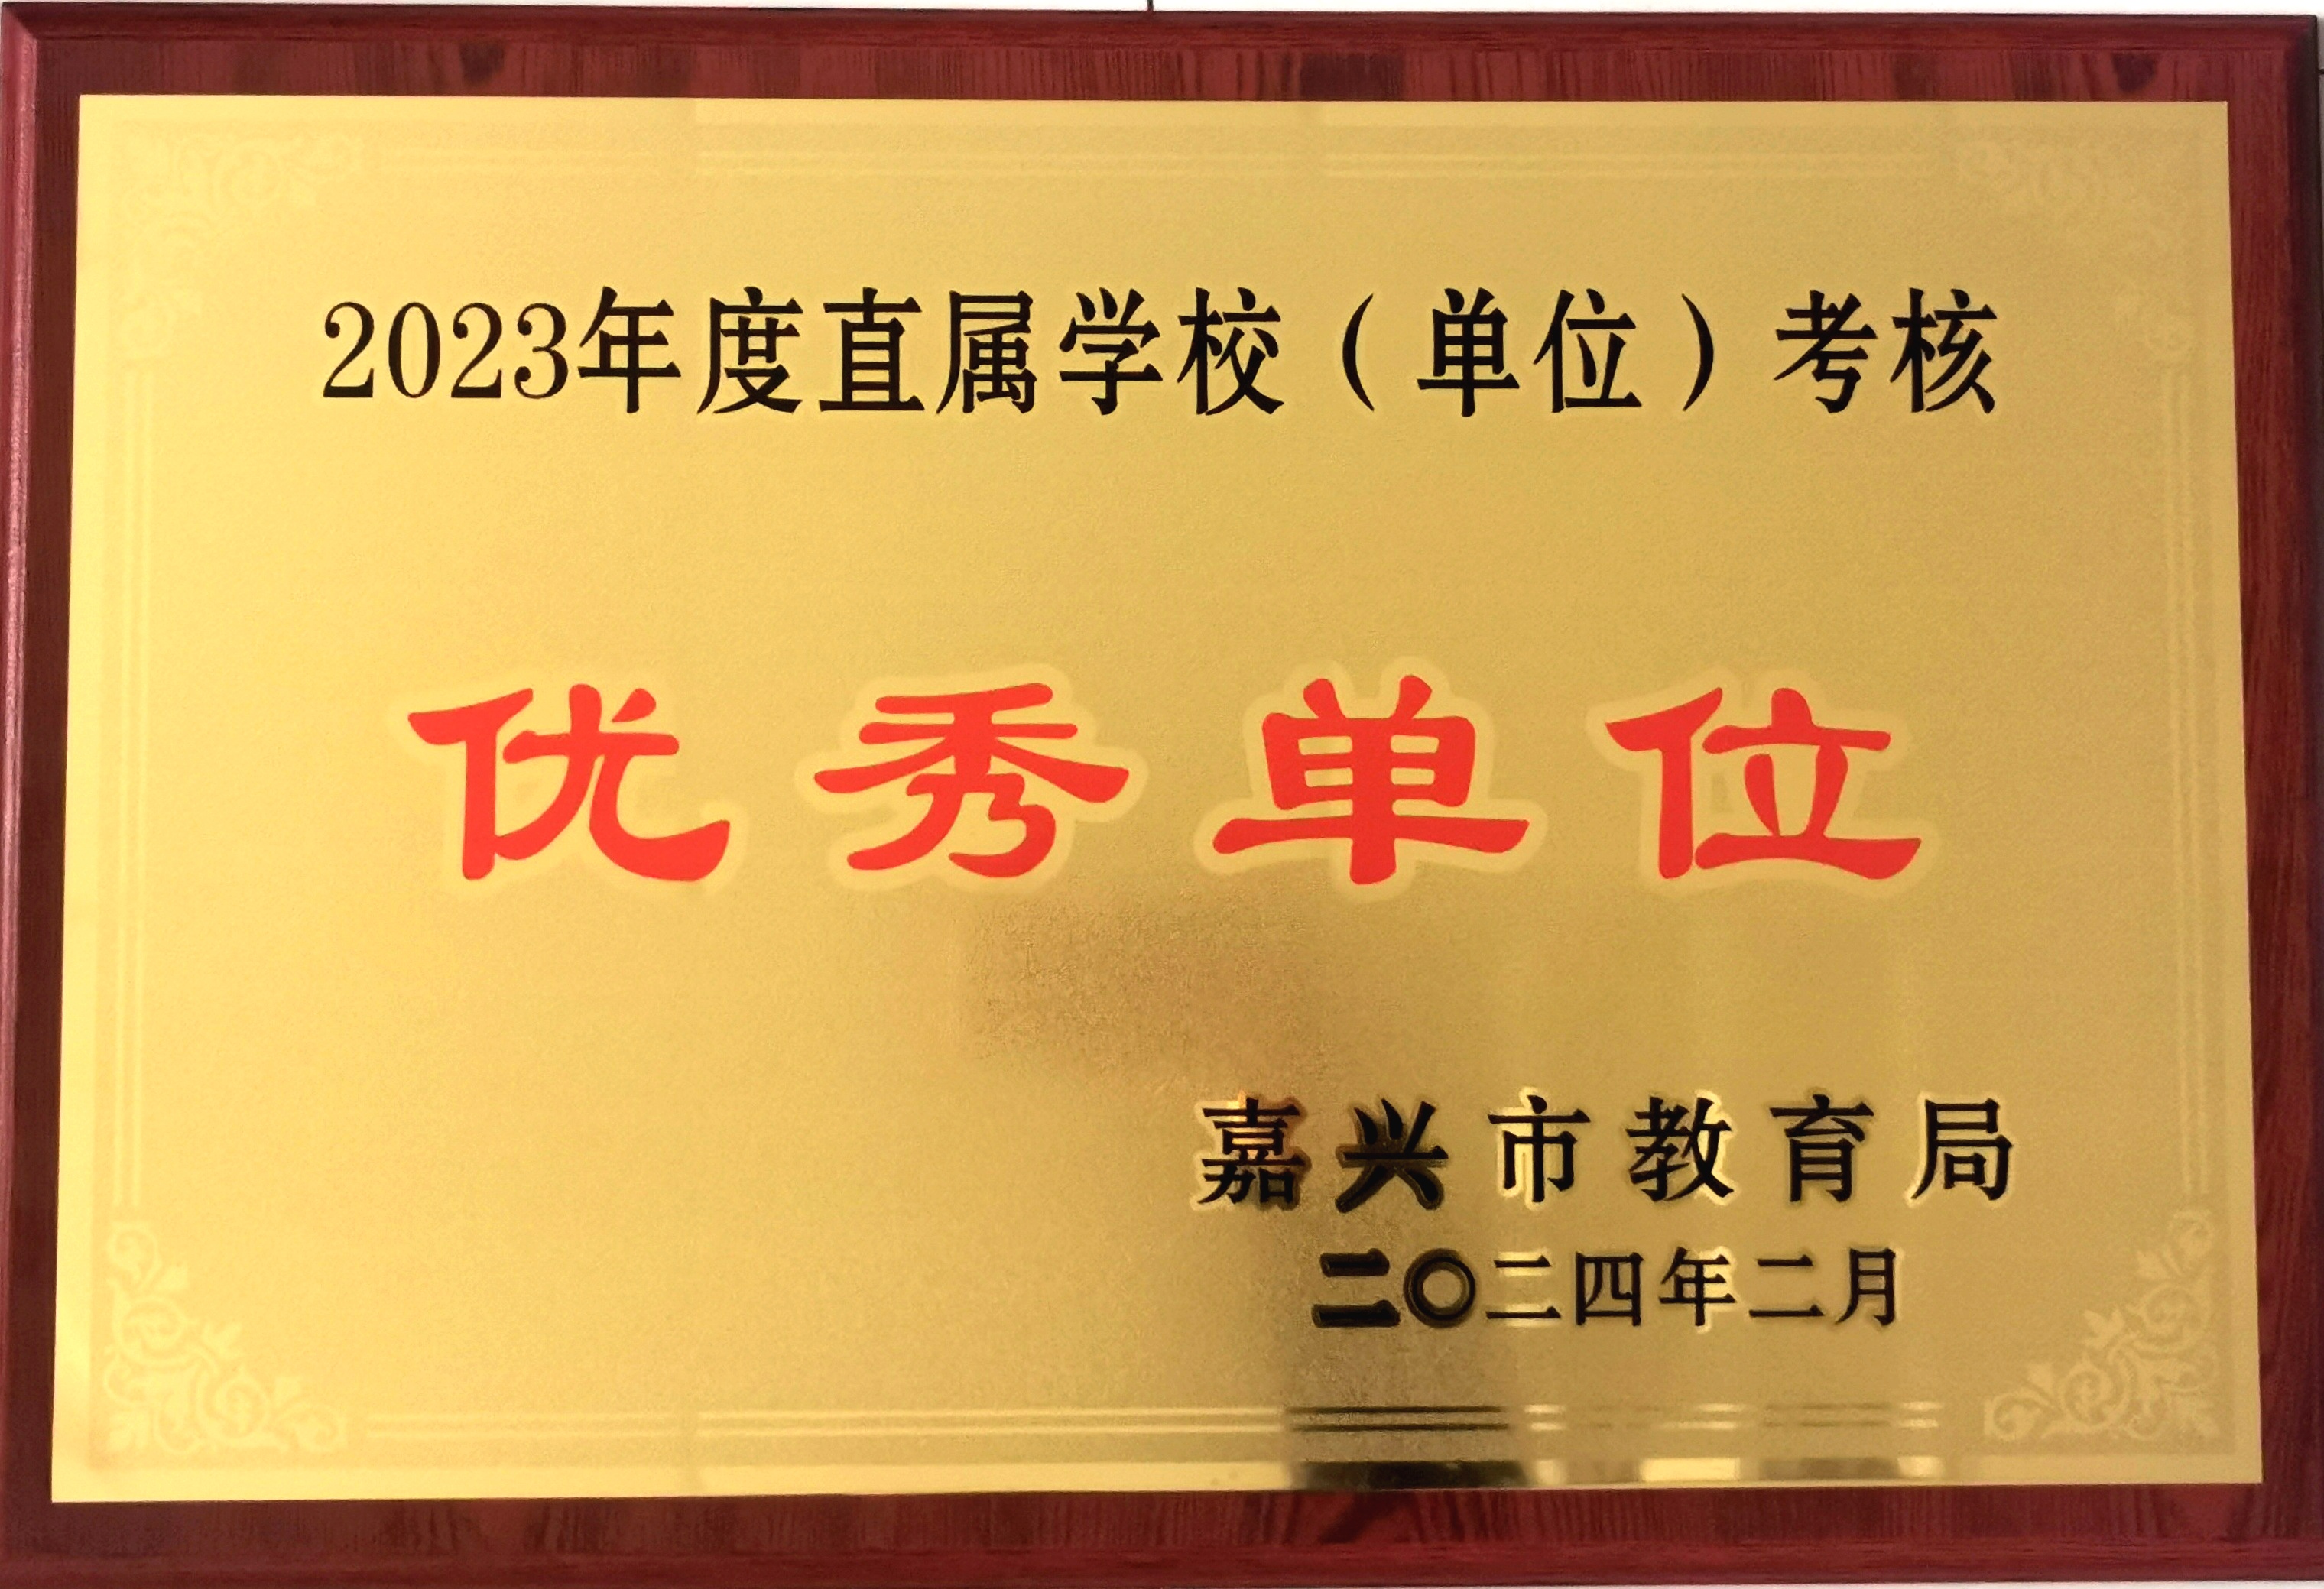 2023年度直属学校（单位）考核
优秀单位
嘉兴市教育局
二〇二四年二月